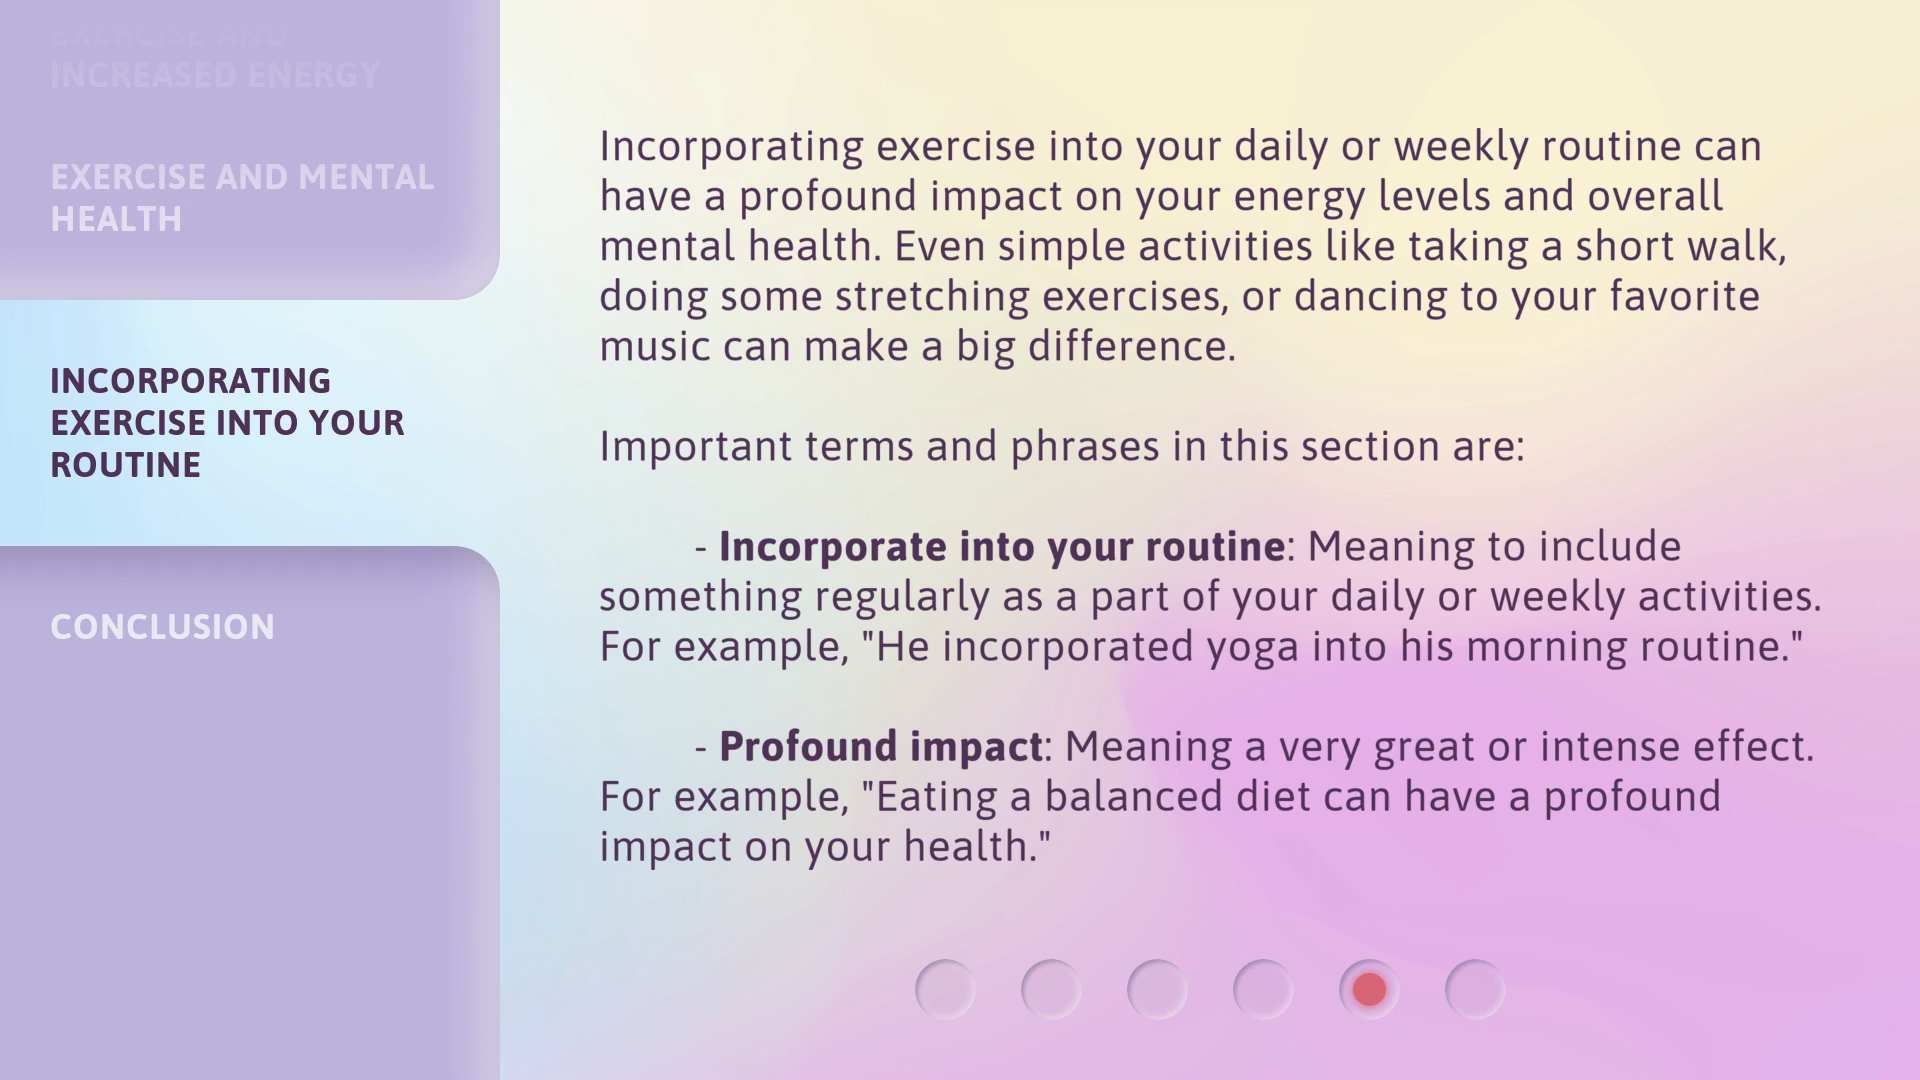 EXERCISE AND
INCREASED ENERGY
EXERCISE AND MENTAL
HEALTH
INCORPORATING
EXERCISE INTO YOUR
ROUTINE
CONCLUSION
Incorporating exercise into your daily or weekly routine can
have a profound impact on your energy levels and overall
mental health. Even simple activities like taking a short walk,
doing some stretching exercises, or dancing to your favorite
music can make a big difference.
Important terms and phrases in this section are:
- Incorporate into your routine: Meaning to include
something regularly as a part of your daily or weekly activities.
For example, "He incorporated yoga into his morning routine."
- Profound impact: Meaning a very great or intense effect.
For example, "Eating a balanced diet can have a profound
impact on your health."